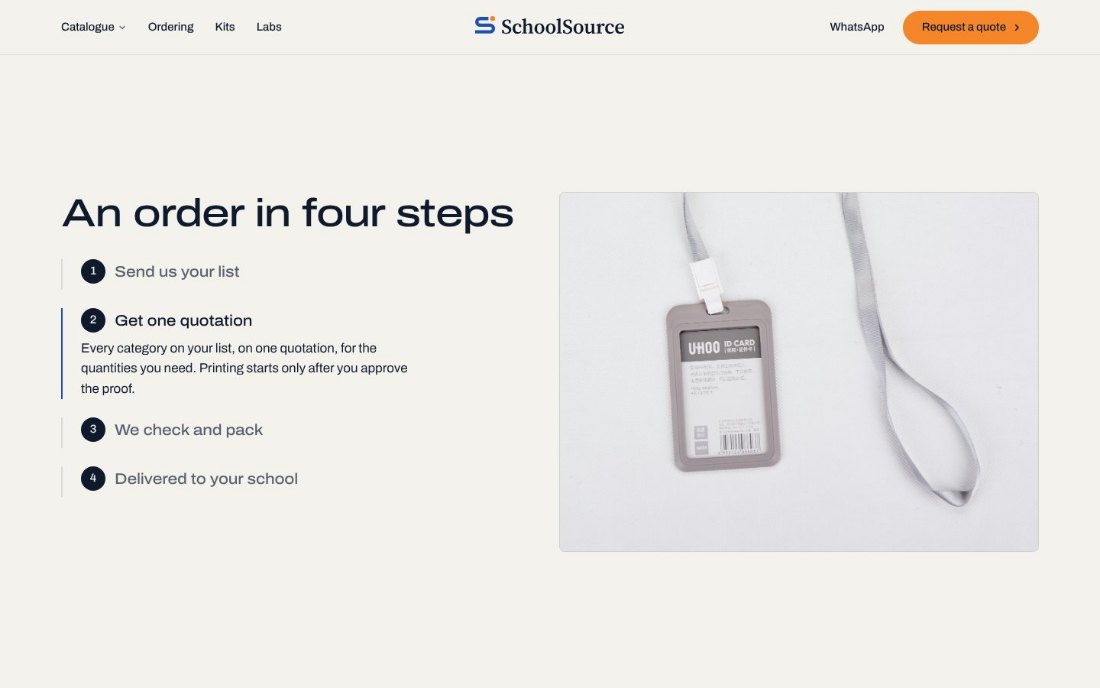 Catalogue
Ordering
Kits
Labs
SchoolSource
WhatsApp
Request a quote
An order in four steps
1 Send us your list
2 Get one quotation
Every category on your list, on one quotation, for the
quantities you need. Printing starts only after you approve
the proof.
3 We check and pack
4 Delivered to your school
UHOO ID CARD